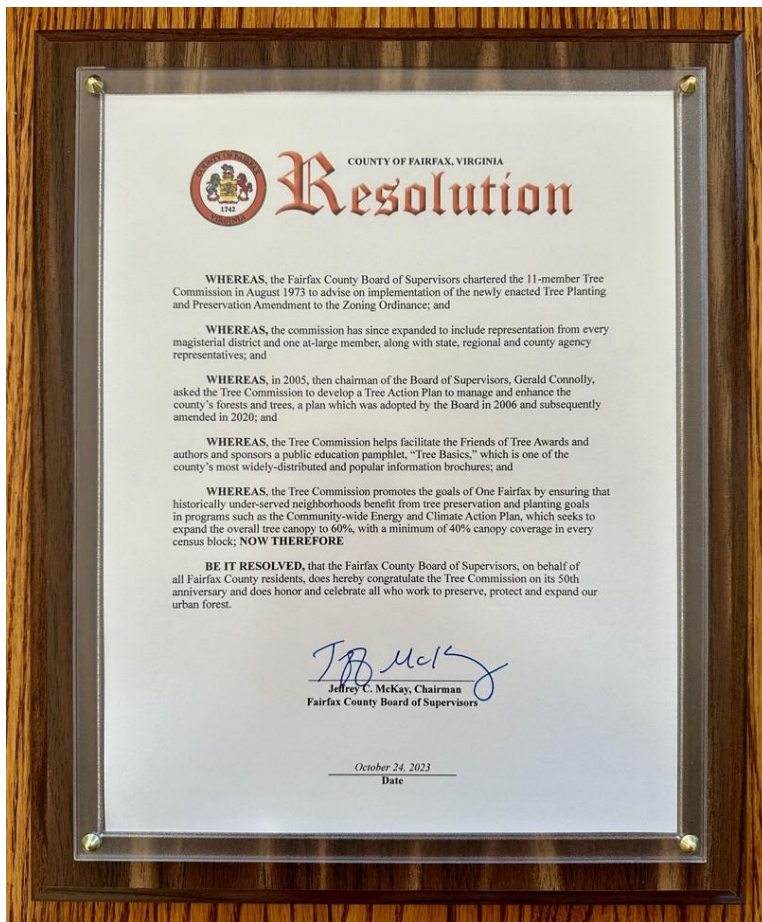 COUNTY OF FAIRFAX
1742
VIRGINIA
COUNTY OF FAIRFAX, VIRGINIA
Resolution
WHEREAS, the Fairfax County Board of Supervisors chartered the 11-member Tree
Commission in August 1973 to advise on implementation of the newly enacted Tree Planting
and Preservation Amendment to the Zoning Ordinance; and
WHEREAS, the commission has since expanded to include representation from every
magisterial district and one at-large member, along with state, regional and county agency
representatives; and
WHEREAS, in 2005, then chairman of the Board of Supervisors, Gerald Connolly,
asked the Tree Commission to develop a Tree Action Plan to manage and enhance the
county's forests and trees, a plan which was adopted by the Board in 2006 and subsequently
amended in 2020; and
WHEREAS, the Tree Commission helps facilitate the Friends of Tree Awards and
authors and sponsors a public education pamphlet, “Tree Basics,” which is one of the
county's most widely-distributed and popular information brochures; and
WHEREAS, the Tree Commission promotes the goals of One Fairfax by ensuring that
historically under-served neighborhoods benefit from tree preservation and planting goals
in programs such as the Community-wide Energy and Climate Action Plan, which seeks to
expand the overall tree canopy to 60%, with a minimum of 40% canopy coverage in every
census block; NOW THEREFORE
BE IT RESOLVED, that the Fairfax County Board of Supervisors, on behalf of
all Fairfax County residents, does hereby congratulate the Tree Commission on its 50th
anniversary and does honor and celebrate all who work to preserve, protect and expand our
urban forest.
Jeff McKay
Jeffrey C. McKay, Chairman
Fairfax County Board of Supervisors
October 24, 2023
Date